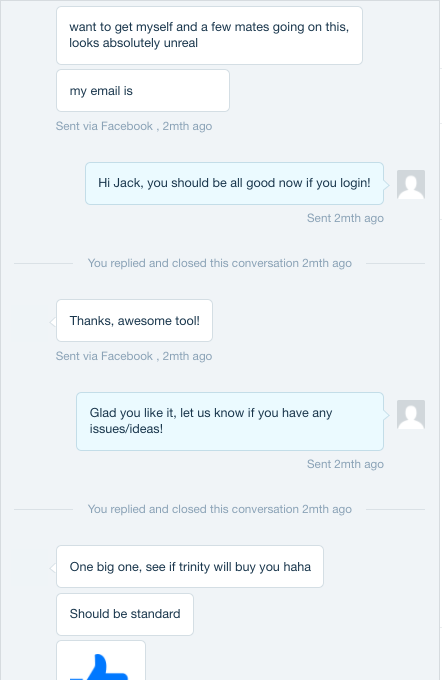 want to get myself and a few mates going on this,
looks absolutely unreal
my email is
Sent via Facebook , 2mth ago
Hi Jack, you should be all good now if you login!
Sent 2mth ago
You replied and closed this conversation 2mth ago
Thanks, awesome tool!
Sent via Facebook , 2mth ago
Glad you like it, let us know if you have any
issues/ideas!
Sent 2mth ago
You replied and closed this conversation 2mth ago
One big one, see if trinity will buy you haha
Should be standard